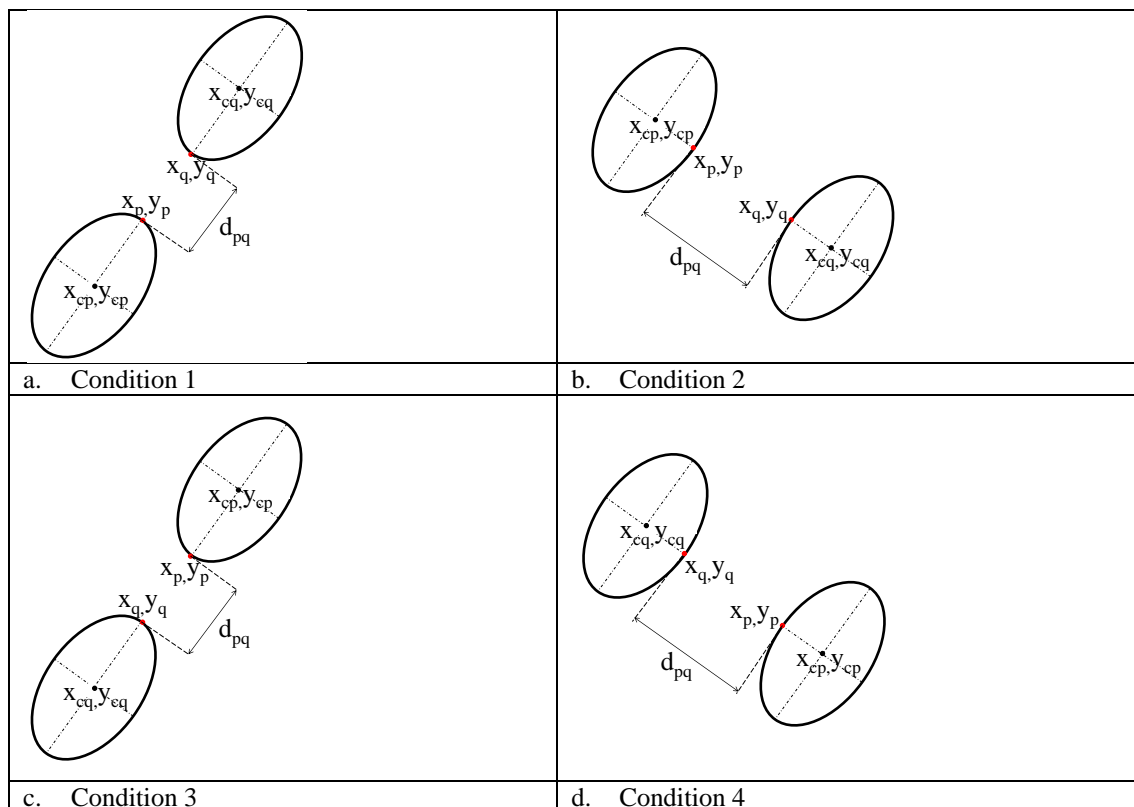 x_cq,y_cq
x_q,y_q
x_p,y_p
d_pq
x_cp,y_cp
a. Condition 1
x_cp,y_cp
x_p,y_p
x_q,y_q
x_cq,y_cq
d_pq
b. Condition 2
x_cp,y_cp
x_p,y_p
x_q,y_q
d_pq
x_cq,y_cq
c. Condition 3
x_cq,y_cq
x_q,y_q
x_p,y_p
x_cp,y_cp
d_pq
d. Condition 4